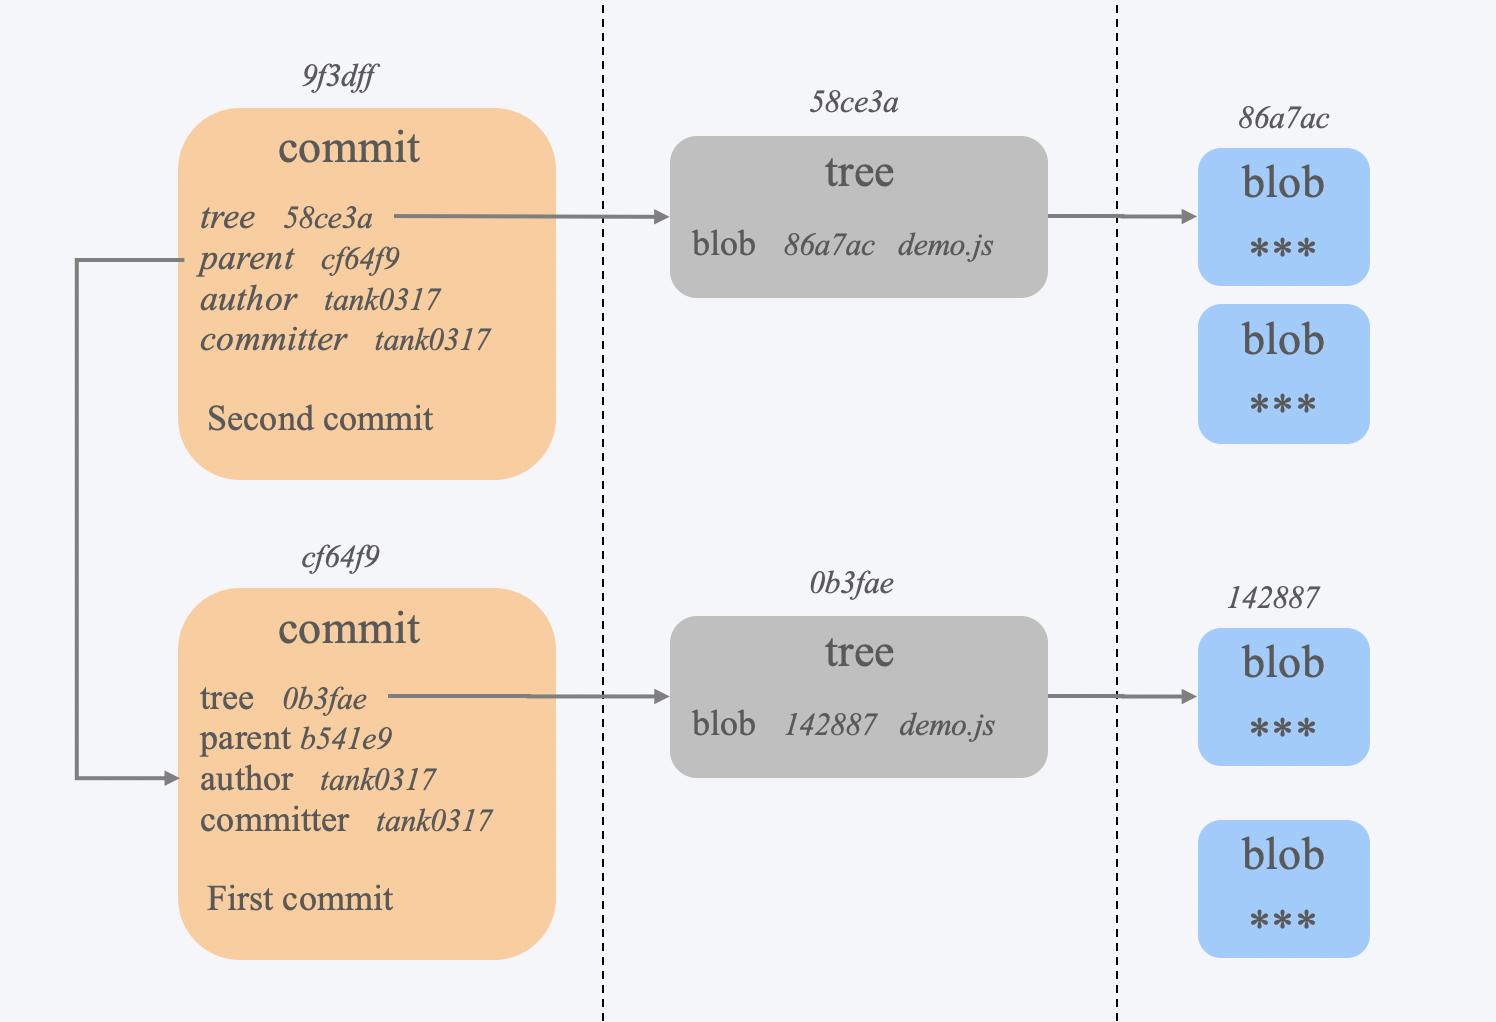 9f3dff
commit
tree 58ce3a
parent cf64f9
author tank0317
committer tank0317
Second commit
58ce3a
tree
blob 86a7ac demo.js
86a7ac
blob
***
blob
***
cf64f9
commit
tree 0b3fae
parent b541e9
author tank0317
committer tank0317
First commit
0b3fae
tree
blob 142887 demo.js
142887
blob
***
blob
***